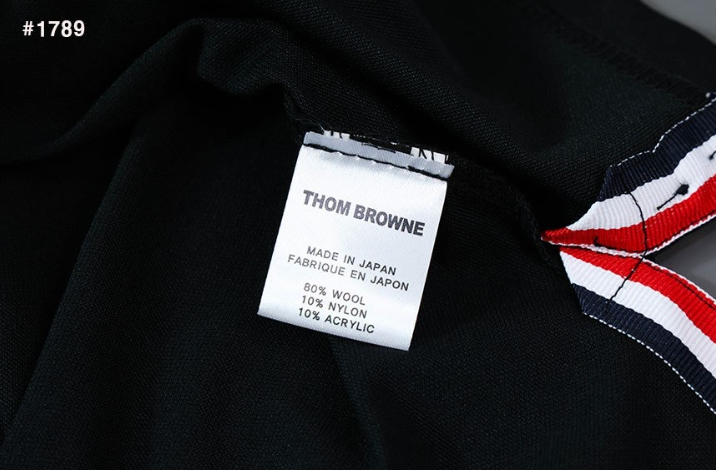 #1789
THOM BROWNE
MADE IN JAPAN
FABRIQUE EN JAPON
80% WOOL
10% NYLON
10% ACRYLIC